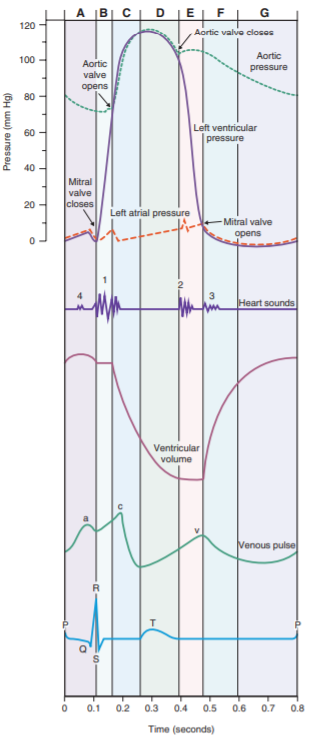 A B C D E F G
120
100
80
60
40
20
0
Pressure (mm Hg)
Aortic valve closes
Aortic
valve
opens
Aortic
pressure
Left ventricular
pressure
Mitral
valve
closes
Left atrial pressure
Mitral valve
opens
4 1 2 3
Heart sounds
Ventricular
volume
a c v
Venous pulse
P R Q S T P
0 0.1 0.2 0.3 0.4 0.5 0.6 0.7 0.8
Time (seconds)